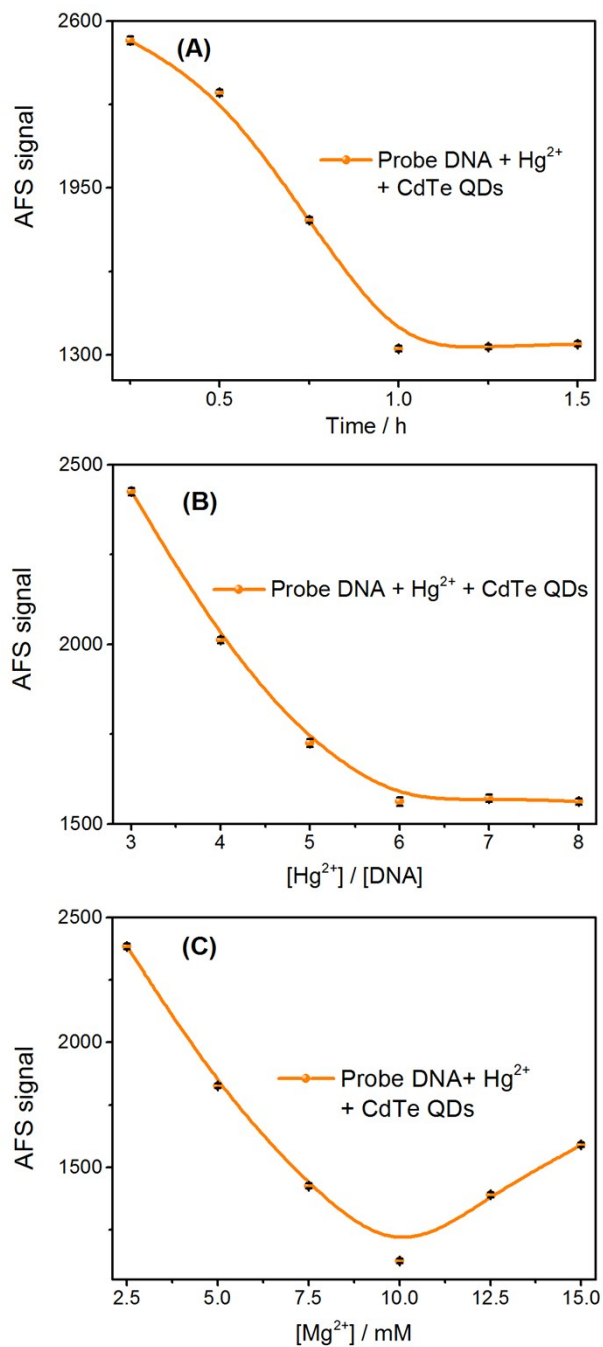 2600
(A)
AFS signal
Probe DNA + Hg²⁺
+ CdTe QDs
1950
1300
0.5
1.0
1.5
Time / h
2500
(B)
AFS signal
Probe DNA + Hg²⁺ + CdTe QDs
2000
1500
3
4
5
6
7
8
[Hg²⁺] / [DNA]
2500
(C)
AFS signal
2000
Probe DNA+ Hg²⁺
+ CdTe QDs
1500
2.5
5.0
7.5
10.0
12.5
15.0
[Mg²⁺] / mM